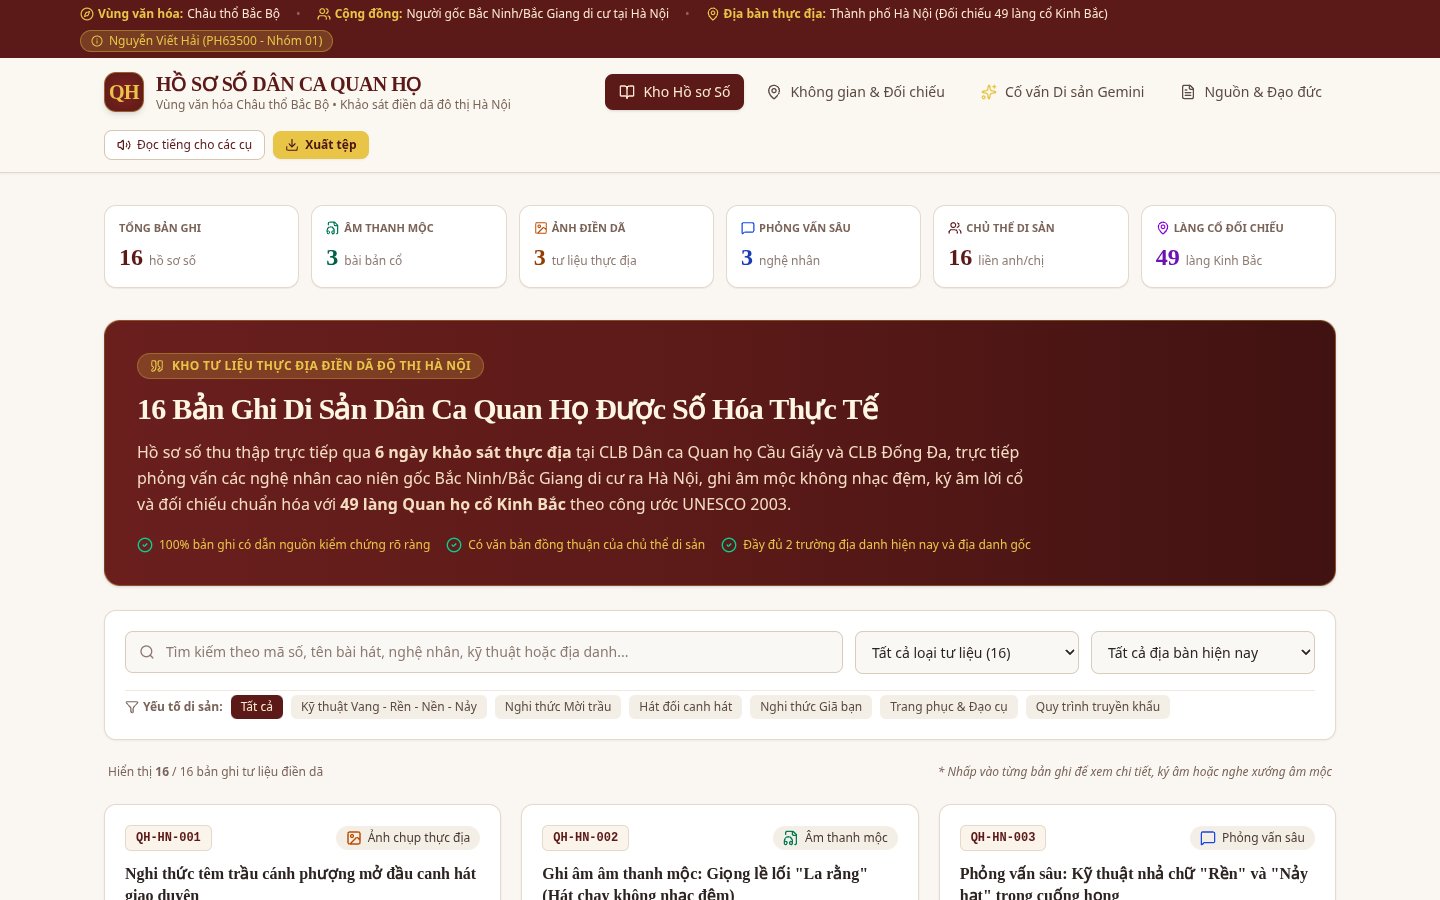 Vùng văn hóa: Châu thổ Bắc Bộ • Cộng đồng: Người gốc Bắc Ninh/Bắc Giang di cư tại Hà Nội • Địa bàn thực địa: Thành phố Hà Nội (Đối chiếu 49 làng cổ Kinh Bắc)
Nguyễn Viết Hải (PH63500 - Nhóm 01)
QH
HỒ SƠ SỐ DÂN CA QUAN HỌ
Vùng văn hóa Châu thổ Bắc Bộ • Khảo sát điền dã đô thị Hà Nội
Kho Hồ sơ Số
Không gian & Đối chiếu
Cố vấn Di sản Gemini
Nguồn & Đạo đức
Đọc tiếng cho các cụ
Xuất tệp
TỔNG BẢN GHI
16 hồ sơ số
ÂM THANH MỘC
3 bài bản cổ
ẢNH ĐIỀN DÃ
3 tư liệu thực địa
PHỎNG VẤN SÂU
3 nghệ nhân
CHỦ THỂ DI SẢN
16 liền anh/chị
LÀNG CỔ ĐỐI CHIẾU
49 làng Kinh Bắc
KHO TƯ LIỆU THỰC ĐỊA ĐIỀN DÃ ĐÔ THỊ HÀ NỘI
16 Bản Ghi Di Sản Dân Ca Quan Họ Được Số Hóa Thực Tế
Hồ sơ số thu thập trực tiếp qua 6 ngày khảo sát thực địa tại CLB Dân ca Quan họ Cầu Giấy và CLB Đống Đa, trực tiếp
phỏng vấn các nghệ nhân cao niên gốc Bắc Ninh/Bắc Giang di cư ra Hà Nội, ghi âm mộc không nhạc đệm, ký âm lời cổ
và đối chiếu chuẩn hóa với 49 làng Quan họ cổ Kinh Bắc theo công ước UNESCO 2003.
100% bản ghi có dẫn nguồn kiểm chứng rõ ràng
Có văn bản đồng thuận của chủ thể di sản
Đầy đủ 2 trường địa danh hiện nay và địa danh gốc
Tìm kiếm theo mã số, tên bài hát, nghệ nhân, kỹ thuật hoặc địa danh...
Tất cả loại tư liệu (16)
Tất cả địa bàn hiện nay
Yếu tố di sản:
Tất cả
Kỹ thuật Vang - Rền - Nền - Nảy
Nghi thức Mời trầu
Hát đối canh hát
Nghi thức Giã bạn
Trang phục & Đạo cụ
Quy trình truyền khẩu
Hiển thị 16 / 16 bản ghi tư liệu điền dã
* Nhấp vào từng bản ghi để xem chi tiết, ký âm hoặc nghe xướng âm mộc
QH-HN-001
Ảnh chụp thực địa
Nghi thức têm trầu cánh phượng mở đầu canh hát
giao duyên
QH-HN-002
Âm thanh mộc
Ghi âm âm thanh mộc: Giọng lề lối "La rằng"
(Hát chay không nhạc đệm)
QH-HN-003
Phỏng vấn sâu
Phỏng vấn sâu: Kỹ thuật nhả chữ "Rền" và "Nảy
hạt" trong cuống họng